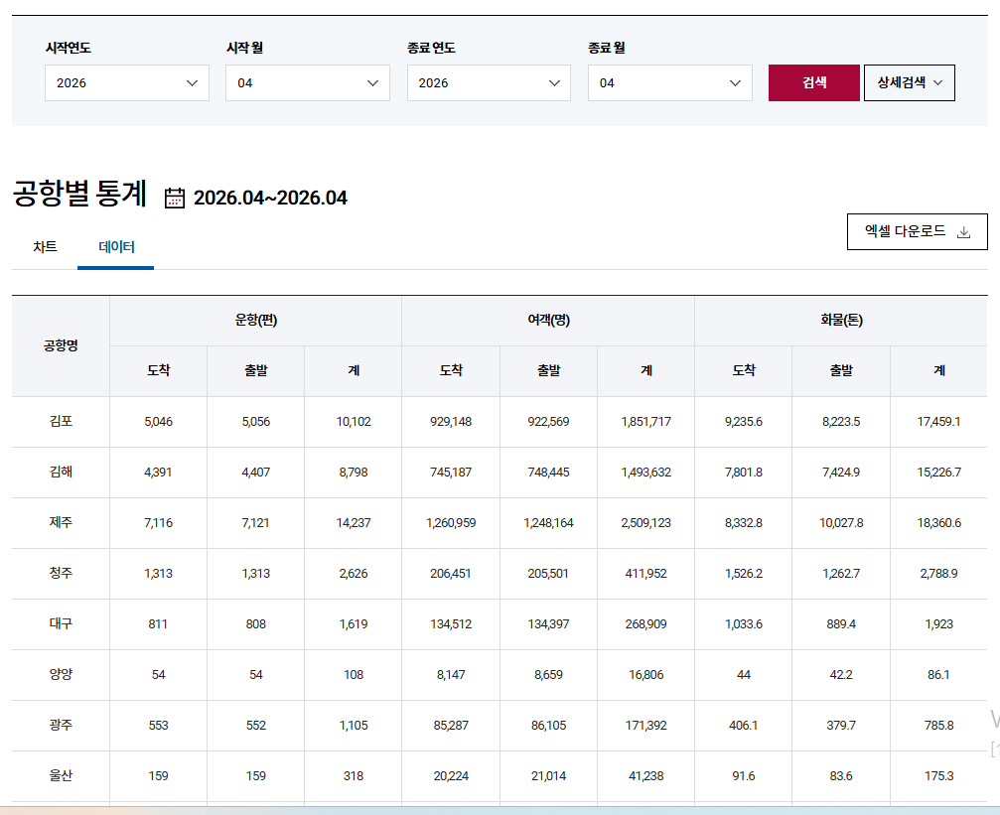 시작연도 시작 월 종료 연도 종료 월
2026 04 2026 04 검색 상세검색
공항별 통계 2026.04~2026.04
엑셀 다운로드
차트 데이터
공항명 운항(편) 여객(명) 화물(톤)
도착 출발 계 도착 출발 계 도착 출발 계
김포 5,046 5,056 10,102 929,148 922,569 1,851,717 9,235.6 8,223.5 17,459.1
김해 4,391 4,407 8,798 745,187 748,445 1,493,632 7,801.8 7,424.9 15,226.7
제주 7,116 7,121 14,237 1,260,959 1,248,164 2,509,123 8,332.8 10,027.8 18,360.6
청주 1,313 1,313 2,626 206,451 205,501 411,952 1,526.2 1,262.7 2,788.9
대구 811 808 1,619 134,512 134,397 268,909 1,033.6 889.4 1,923
양양 54 54 108 8,147 8,659 16,806 44 42.2 86.1
광주 553 552 1,105 85,287 86,105 171,392 406.1 379.7 785.8
울산 159 159 318 20,224 21,014 41,238 91.6 83.6 175.3